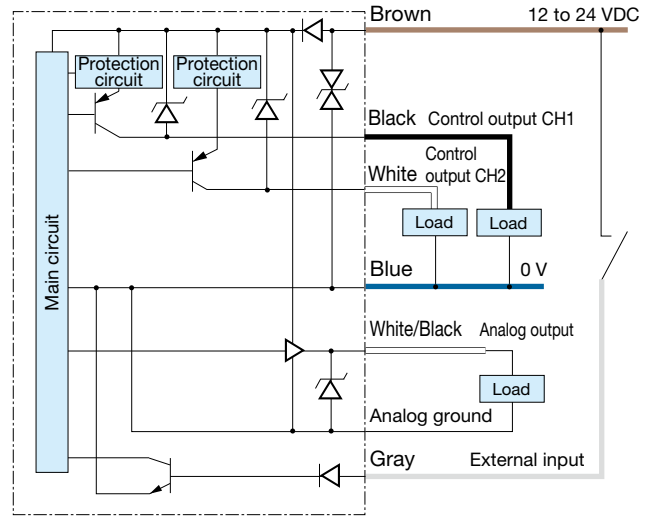 Brown
12 to 24 VDC
Protection
circuit
Protection
circuit
Black
Control output CH1
Control
output CH2
White
Load
Load
Main circuit
Blue
0 V
White/Black
Analog output
Load
Analog ground
Gray
External input